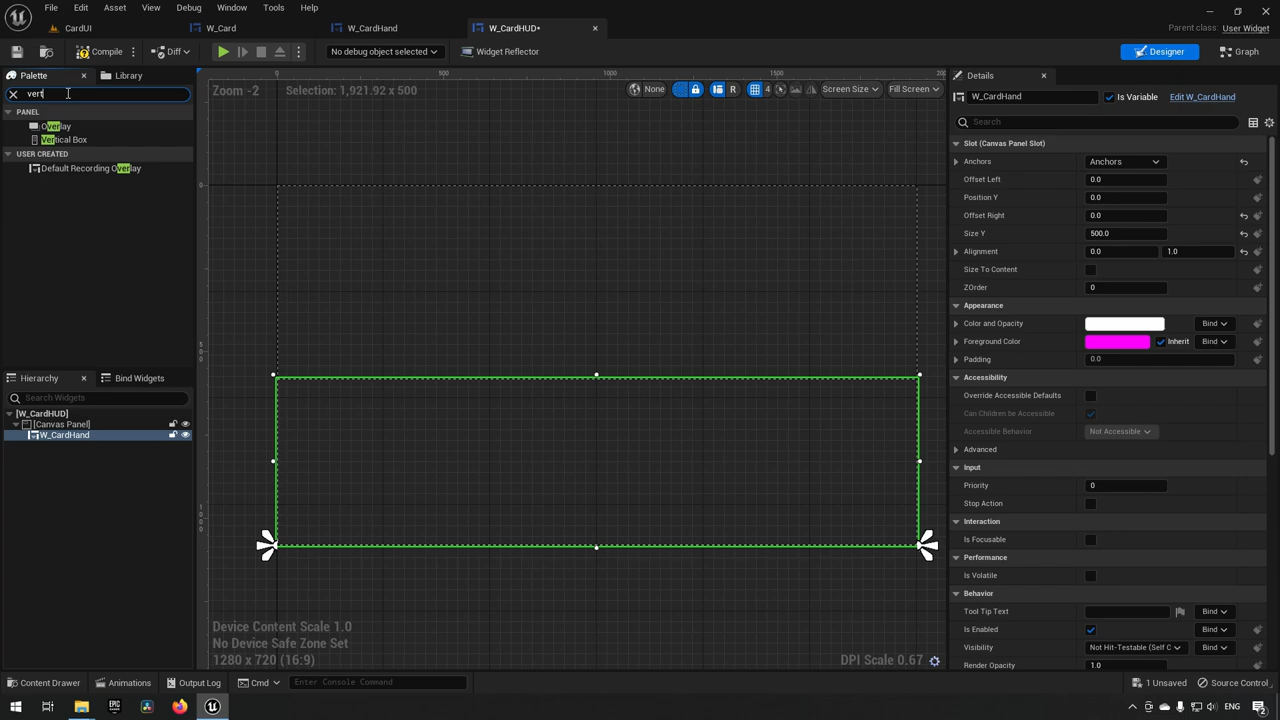 File Edit Asset View Debug Window Tools Help
CardUI
W_Card
W_CardHand
W_CardHUD•
Parent class: User Widget
Compile
Diff
No debug object selected
Widget Reflector
Designer
Graph
Palette
Library
vert
PANEL
Overlay
Vertical Box
USER CREATED
Default Recording Overlay
Hierarchy
Bind Widgets
Search Widgets
[W_CardHUD]
[Canvas Panel]
W_CardHand
0 500 1000 200
Zoom -2
Selection: 1,921.92 x 500
None
R
4
Screen Size
Fill Screen
0
5
0
1
0
0
Device Content Scale 1.0
No Device Safe Zone Set
1280 x 720 (16:9)
DPI Scale 0.67
Details
W_CardHand
Is Variable
Edit W_CardHand
Search
Slot (Canvas Panel Slot)
Anchors Anchors
Offset Left 0.0
Position Y 0.0
Offset Right 0.0
Size Y 500.0
Alignment 0.0 1.0
Size To Content
ZOrder 0
Appearance
Color and Opacity Bind
Foreground Color Inherit Bind
Padding 0.0
Accessibility
Override Accessible Defaults
Can Children be Accessible
Accessible Behavior Not Accessible
Advanced
Input
Priority 0
Stop Action
Interaction
Is Focusable
Performance
Is Volatile
Behavior
Tool Tip Text Bind
Is Enabled Bind
Visibility Not Hit-Testable (Self C Bind
Render Opacity 1.0
Content Drawer
Animations
Output Log
Cmd
Enter Console Command
1 Unsaved
Source Control
EPIC
ENG